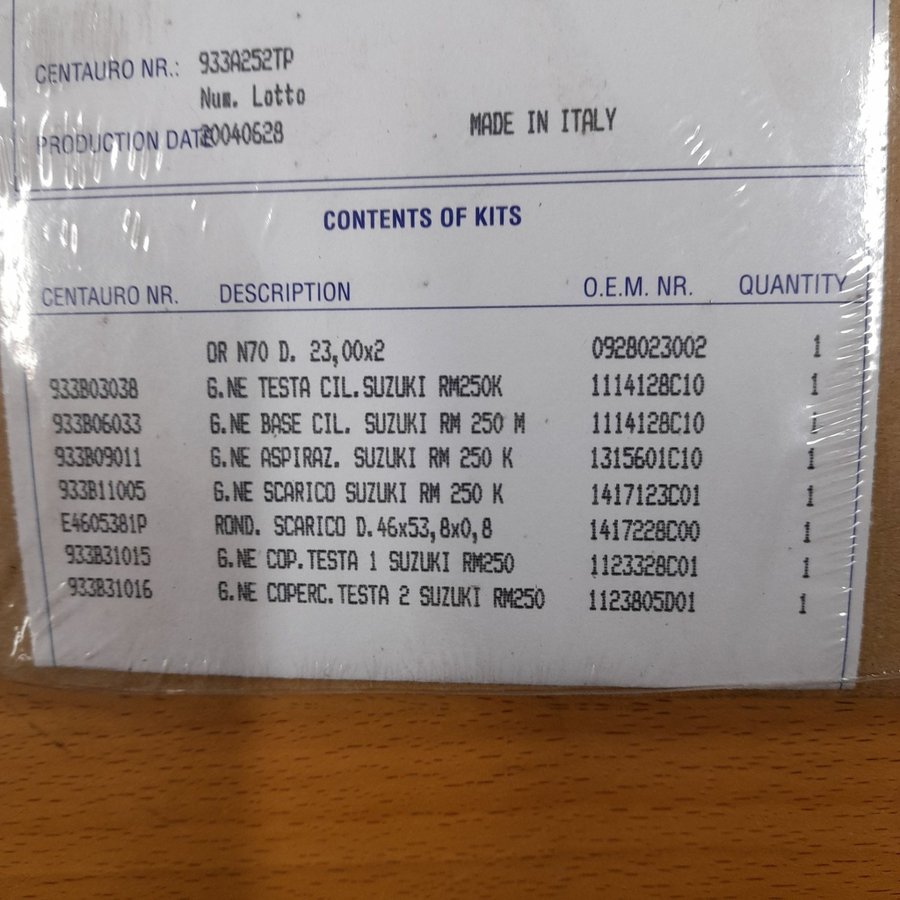 CENTAURO NR.: 933A252TP
Num. Lotto
PRODUCTION DATE 20040628
MADE IN ITALY
CONTENTS OF KITS
CENTAURO NR. DESCRIPTION O.E.M. NR. QUANTITY
OR N70 D. 23,00x2 0928023002 1
933B03038 G.NE TESTA CIL.SUZUKI RM250K 1114128C10 1
933B06033 G.NE BASE CIL. SUZUKI RM 250 M 1114128C10 1
933B09011 G.NE ASPIRAZ. SUZUKI RM 250 K 1315601C10 1
933B11005 G.NE SCARICO SUZUKI RM 250 K 1417123C01 1
E4605381P ROND. SCARICO D.46x53,8x0,8 1417228C00 1
933B31015 G.NE COP.TESTA 1 SUZUKI RM250 1123328C01 1
933B31016 G.NE COPERC.TESTA 2 SUZUKI RM250 1123805D01 1